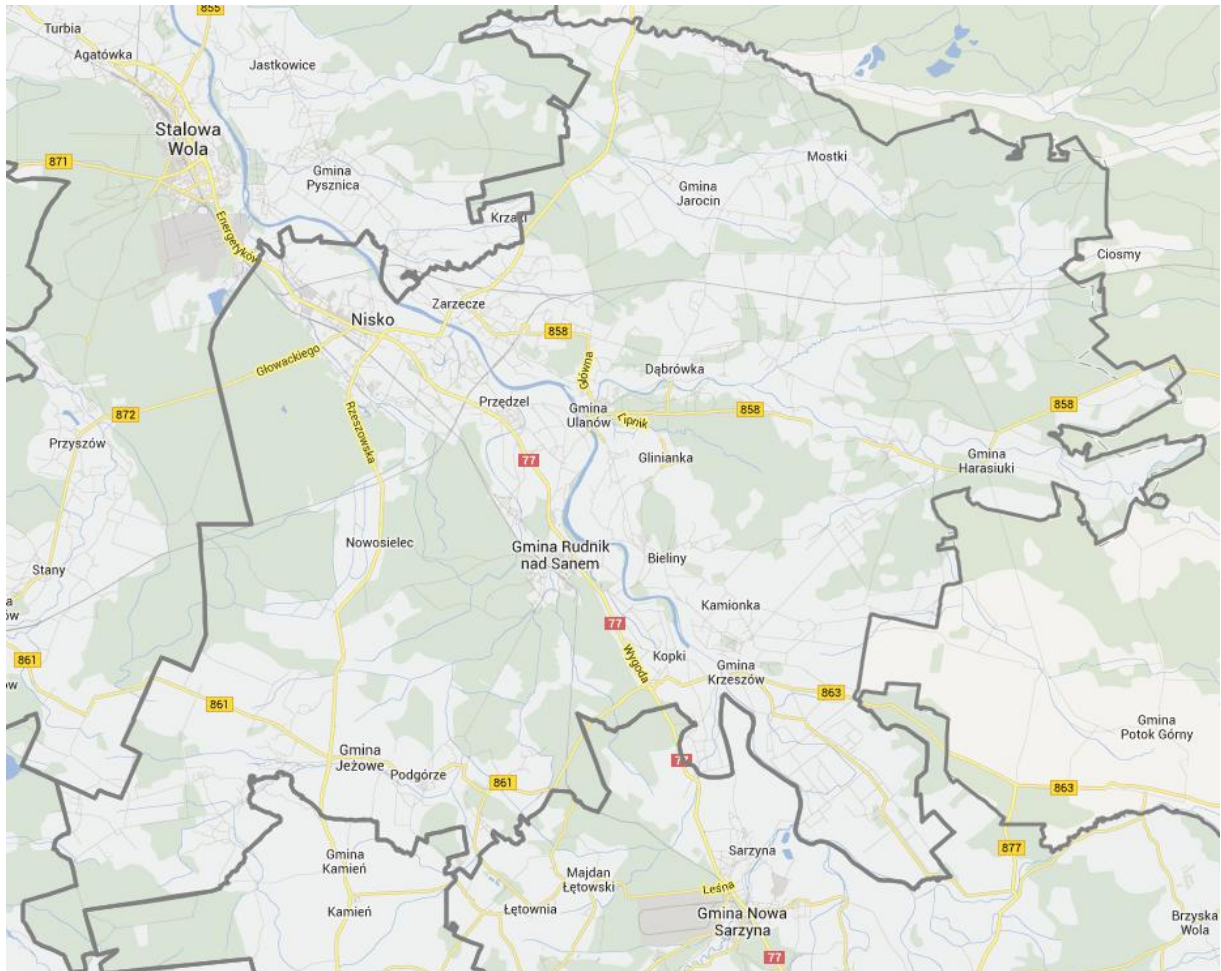 855
Turbia
Agatówka
Jastkowice
Stalowa
Wola
871
Gmina
Pysznica
Mostki
Gmina
Jarocin
Krzaki
Energetyków
Ciosmy
Zarzecze
Nisko
858
Głowackiego
Główna
Dąbrówka
872
Rzeszowska
Przędzel
Gmina
Ulanów
Lipnik
858
858
Przyszów
77
Glinianka
Gmina
Harasiuki
Nowosielec
Gmina Rudnik
nad Sanem
Bieliny
Stany
a
ów
Kamionka
77
Wygoda
Kopki
861
ów
Gmina
Krzeszów
863
861
Gmina
Potok Górny
Gmina
Jeżowe
Podgórze
77
861
863
Sarzyna
877
Gmina
Kamień
Majdan
Łętowski
Leśna
Kamień
Łętownia
Gmina Nowa
Sarzyna
Brzyska
Wola
77